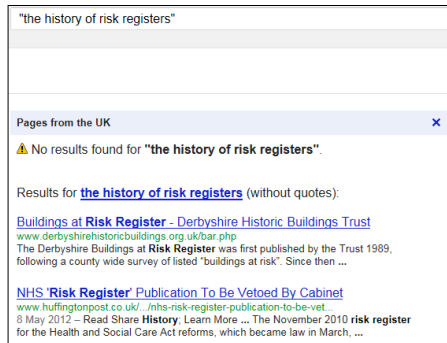 "the history of risk registers"
Pages from the UK
No results found for "the history of risk registers".
Results for the history of risk registers (without quotes):
Buildings at Risk Register - Derbyshire Historic Buildings Trust
www.derbyshirehistoricbuildings.org.uk/bar.php
The Derbyshire Buildings at Risk Register was first published by the Trust 1989,
following a county wide survey of listed "buildings at risk". Since then ...
NHS 'Risk Register' Publication To Be Vetoed By Cabinet
www.huffingtonpost.co.uk/.../nhs-risk-register-publication-to-be-vet...
8 May 2012 – Read Share History; Learn More ... The November 2010 risk register
for the Health and Social Care Act reforms, which became law in March, ...